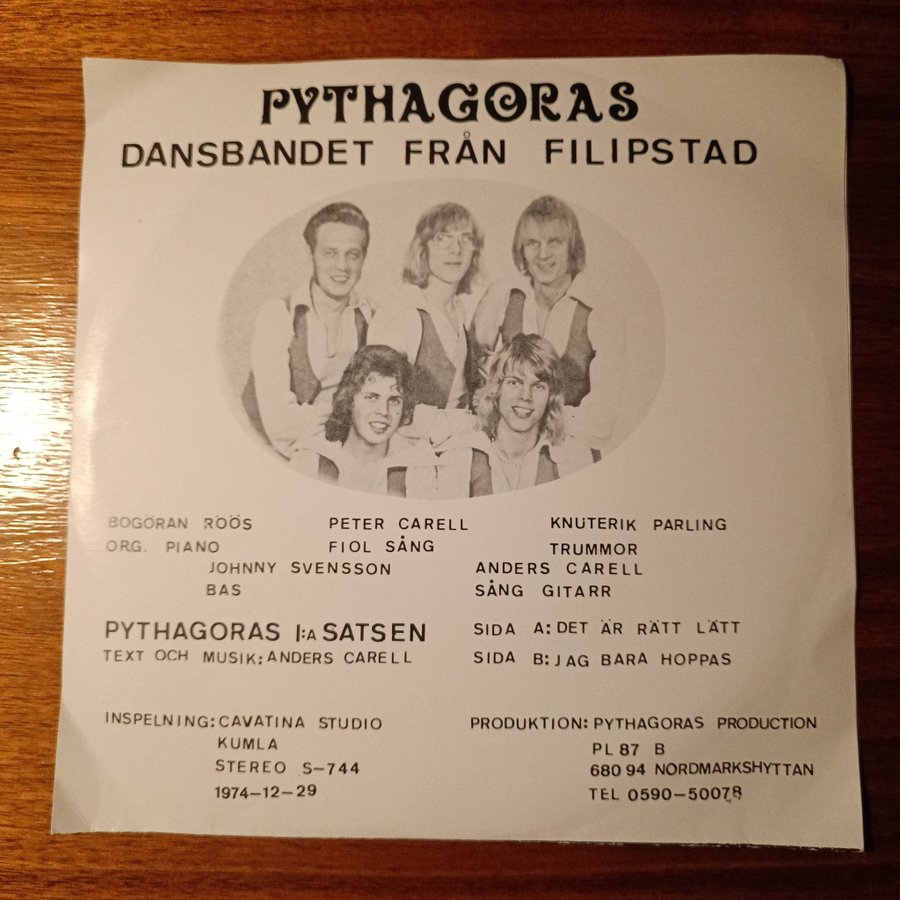 PYTHAGORAS
DANSBANDET FRÅN FILIPSTAD
BOGÖRAN RÖÖS PETER CARELL KNUTERIK PARLING
ORG. PIANO FIOL SÅNG TRUMMOR
JOHNNY SVENSSON ANDERS CARELL
BAS SÅNG GITARR
PYTHAGORAS I:A SATSEN
TEXT OCH MUSIK: ANDERS CARELL
SIDA A: DET ÄR RÄTT LÄTT
SIDA B: JAG BARA HOPPAS
INSPELNING: CAVATINA STUDIO
KUMLA
STEREO S-744
1974-12-29
PRODUKTION: PYTHAGORAS PRODUCTION
PL 87 B
680 94 NORDMARKSHYTTAN
TEL 0590-50078